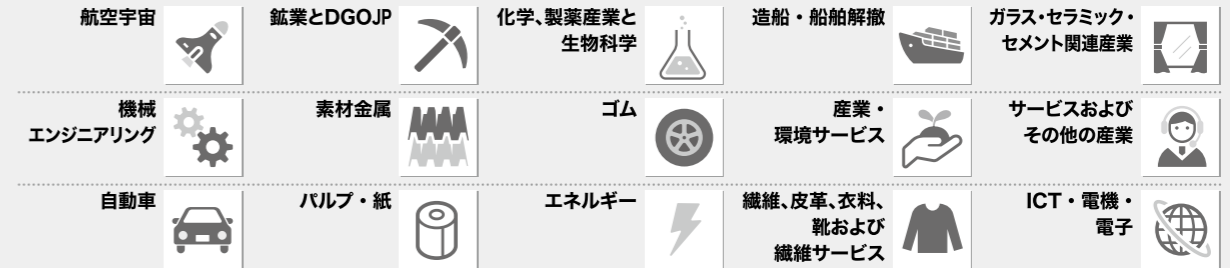 航空宇宙
鉱業とDGOJP
化学、製薬産業と
生物科学
造船・船舶解撤
ガラス・セラミック・
セメント関連産業
機械
エンジニアリング
素材金属
ゴム
産業・
環境サービス
サービスおよび
その他の産業
自動車
パルプ・紙
エネルギー
繊維、皮革、衣料、
靴および
繊維サービス
ICT・電機・
電子